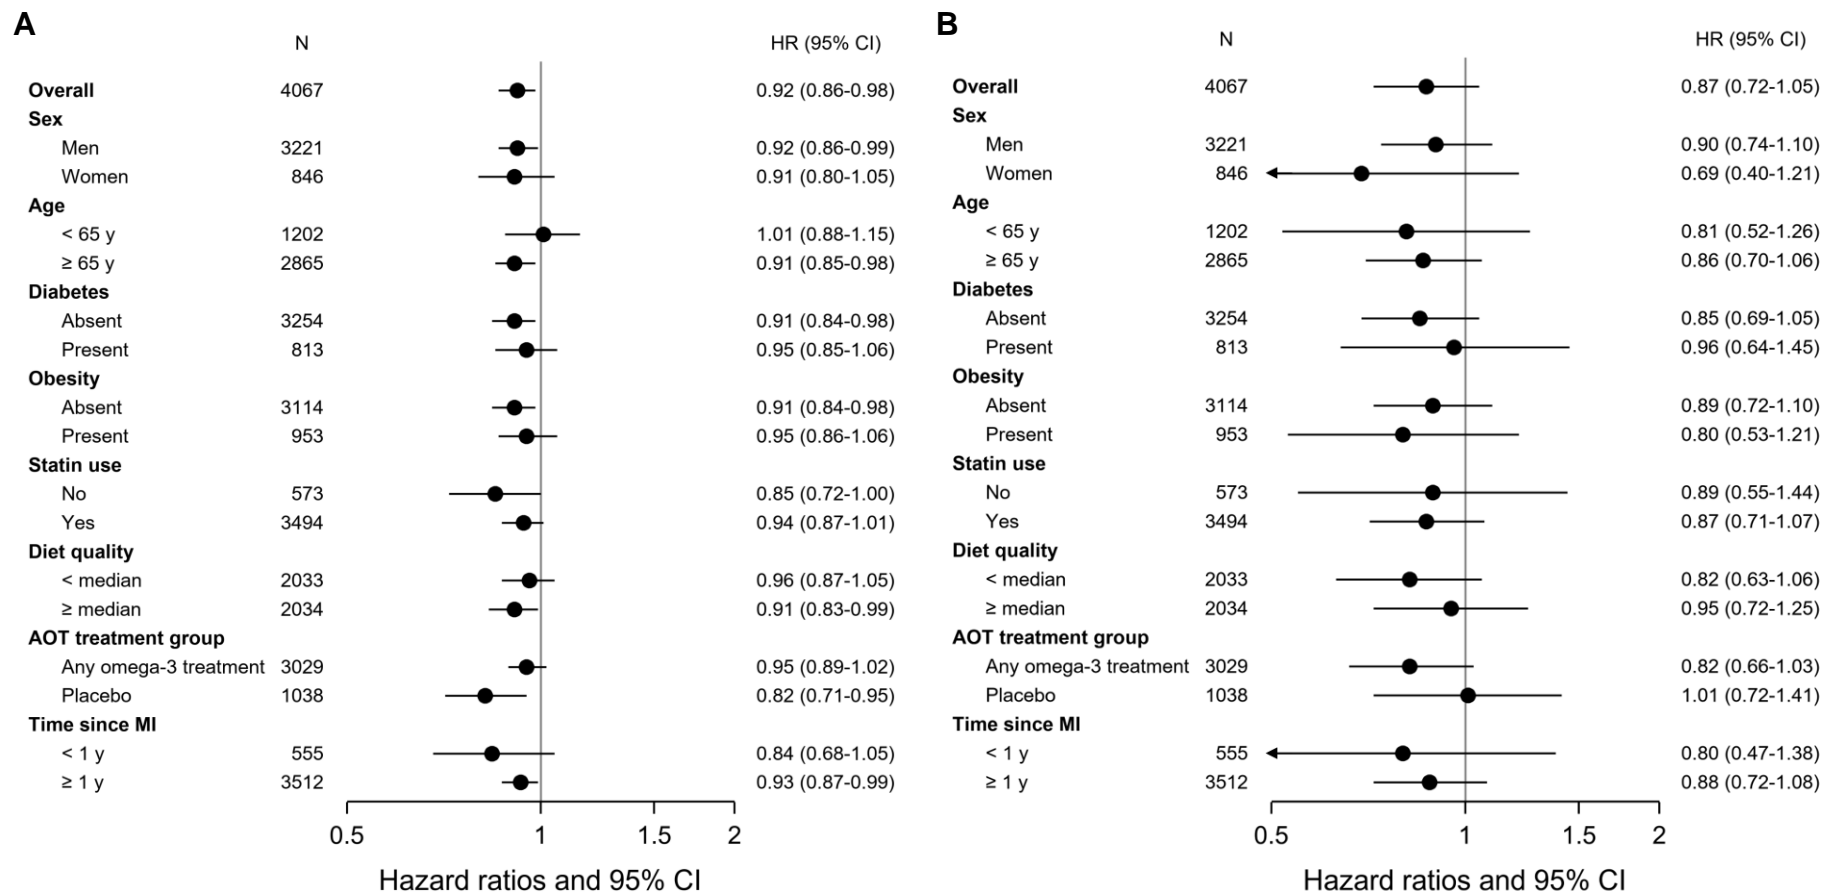 A
N HR (95% CI)
Overall 4067 0.92 (0.86-0.98)
Sex
Men 3221 0.92 (0.86-0.99)
Women 846 0.91 (0.80-1.05)
Age
< 65 y 1202 1.01 (0.88-1.15)
≥ 65 y 2865 0.91 (0.85-0.98)
Diabetes
Absent 3254 0.91 (0.84-0.98)
Present 813 0.95 (0.85-1.06)
Obesity
Absent 3114 0.91 (0.84-0.98)
Present 953 0.95 (0.86-1.06)
Statin use
No 573 0.85 (0.72-1.00)
Yes 3494 0.94 (0.87-1.01)
Diet quality
< median 2033 0.96 (0.87-1.05)
≥ median 2034 0.91 (0.83-0.99)
AOT treatment group
Any omega-3 treatment 3029 0.95 (0.89-1.02)
Placebo 1038 0.82 (0.71-0.95)
Time since MI
< 1 y 555 0.84 (0.68-1.05)
≥ 1 y 3512 0.93 (0.87-0.99)
0.5 1 1.5 2
Hazard ratios and 95% CI
B
N HR (95% CI)
Overall 4067 0.87 (0.72-1.05)
Sex
Men 3221 0.90 (0.74-1.10)
Women 846 0.69 (0.40-1.21)
Age
< 65 y 1202 0.81 (0.52-1.26)
≥ 65 y 2865 0.86 (0.70-1.06)
Diabetes
Absent 3254 0.85 (0.69-1.05)
Present 813 0.96 (0.64-1.45)
Obesity
Absent 3114 0.89 (0.72-1.10)
Present 953 0.80 (0.53-1.21)
Statin use
No 573 0.89 (0.55-1.44)
Yes 3494 0.87 (0.71-1.07)
Diet quality
< median 2033 0.82 (0.63-1.06)
≥ median 2034 0.95 (0.72-1.25)
AOT treatment group
Any omega-3 treatment 3029 0.82 (0.66-1.03)
Placebo 1038 1.01 (0.72-1.41)
Time since MI
< 1 y 555 0.80 (0.47-1.38)
≥ 1 y 3512 0.88 (0.72-1.08)
0.5 1 1.5 2
Hazard ratios and 95% CI